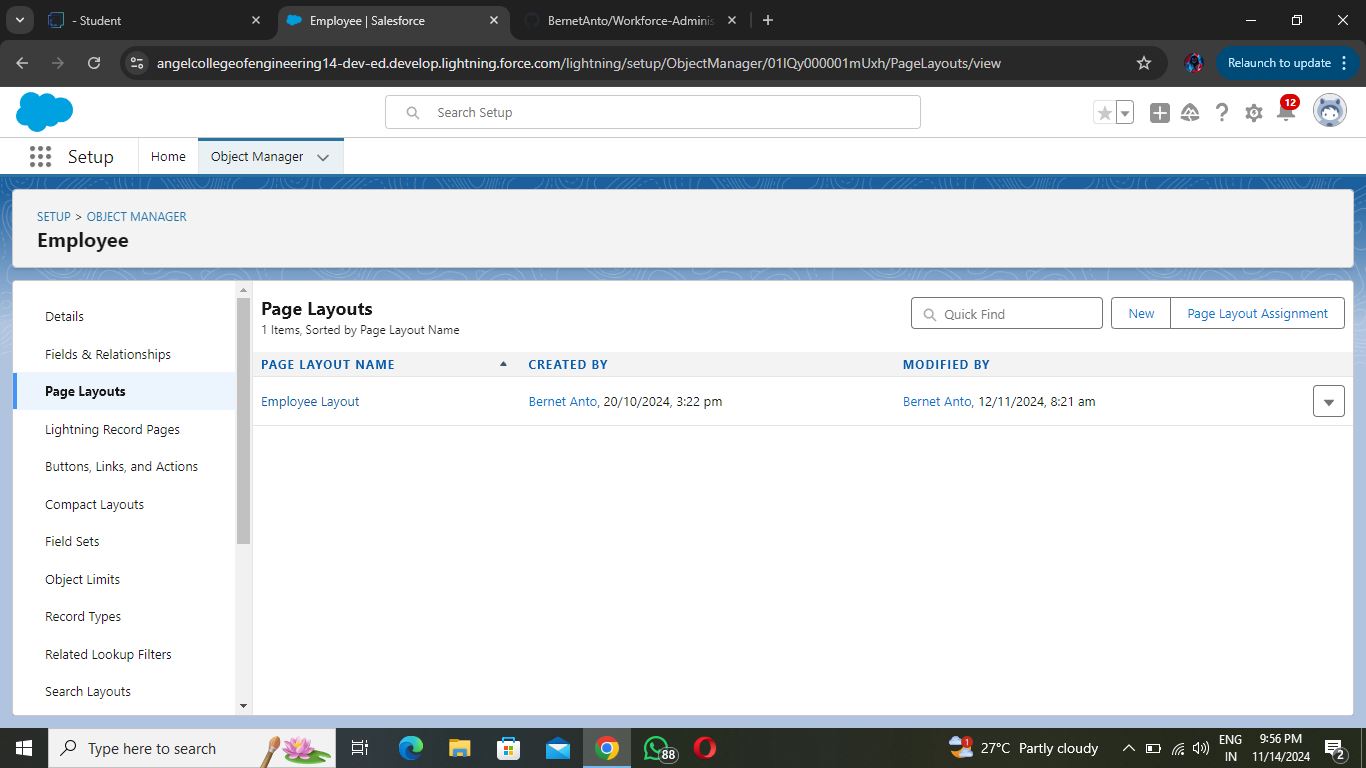 - Student
Employee | Salesforce
BernetAnto/Workforce-Adminis
angelcollegeofengineering14-dev-ed.develop.lightning.force.com/lightning/setup/ObjectManager/01IQy000001mUxh/PageLayouts/view
Relaunch to update
Search Setup
12
Setup
Home
Object Manager
SETUP > OBJECT MANAGER
Employee
Details
Fields & Relationships
Page Layouts
Lightning Record Pages
Buttons, Links, and Actions
Compact Layouts
Field Sets
Object Limits
Record Types
Related Lookup Filters
Search Layouts
Page Layouts
1 Items, Sorted by Page Layout Name
Quick Find
New
Page Layout Assignment
PAGE LAYOUT NAME CREATED BY MODIFIED BY
Employee Layout Bernet Anto, 20/10/2024, 3:22 pm Bernet Anto, 12/11/2024, 8:21 am
Type here to search
88
1
27°C Partly cloudy
ENG
IN
9:56 PM
11/14/2024
2